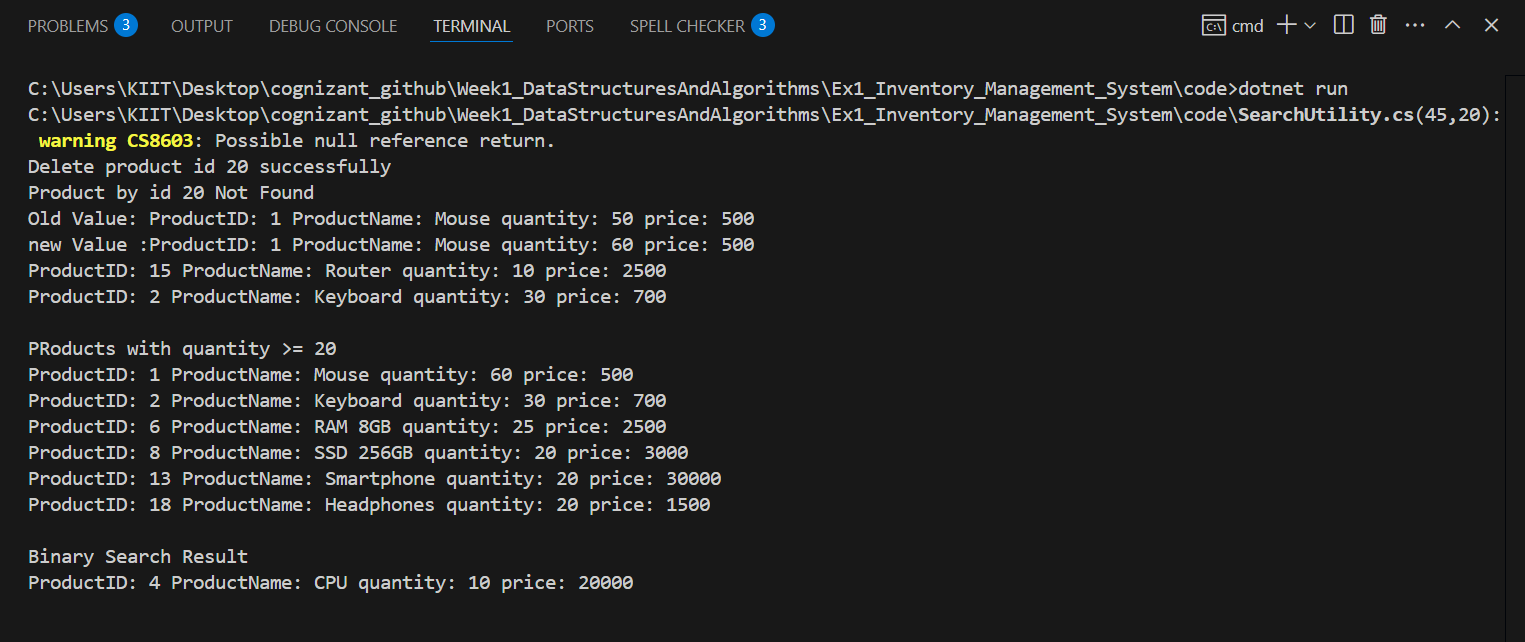 PROBLEMS 3 OUTPUT DEBUG CONSOLE TERMINAL PORTS SPELL CHECKER 3 cmd
C:\Users\KIIT\Desktop\cognizant_github\Week1_DataStructuresAndAlgorithms\Ex1_Inventory_Management_System\code>dotnet run
C:\Users\KIIT\Desktop\cognizant_github\Week1_DataStructuresAndAlgorithms\Ex1_Inventory_Management_System\code\SearchUtility.cs(45,20):
warning CS8603: Possible null reference return.
Delete product id 20 successfully
Product by id 20 Not Found
Old Value: ProductID: 1 ProductName: Mouse quantity: 50 price: 500
new Value :ProductID: 1 ProductName: Mouse quantity: 60 price: 500
ProductID: 15 ProductName: Router quantity: 10 price: 2500
ProductID: 2 ProductName: Keyboard quantity: 30 price: 700
PRoducts with quantity >= 20
ProductID: 1 ProductName: Mouse quantity: 60 price: 500
ProductID: 2 ProductName: Keyboard quantity: 30 price: 700
ProductID: 6 ProductName: RAM 8GB quantity: 25 price: 2500
ProductID: 8 ProductName: SSD 256GB quantity: 20 price: 3000
ProductID: 13 ProductName: Smartphone quantity: 20 price: 30000
ProductID: 18 ProductName: Headphones quantity: 20 price: 1500
Binary Search Result
ProductID: 4 ProductName: CPU quantity: 10 price: 20000